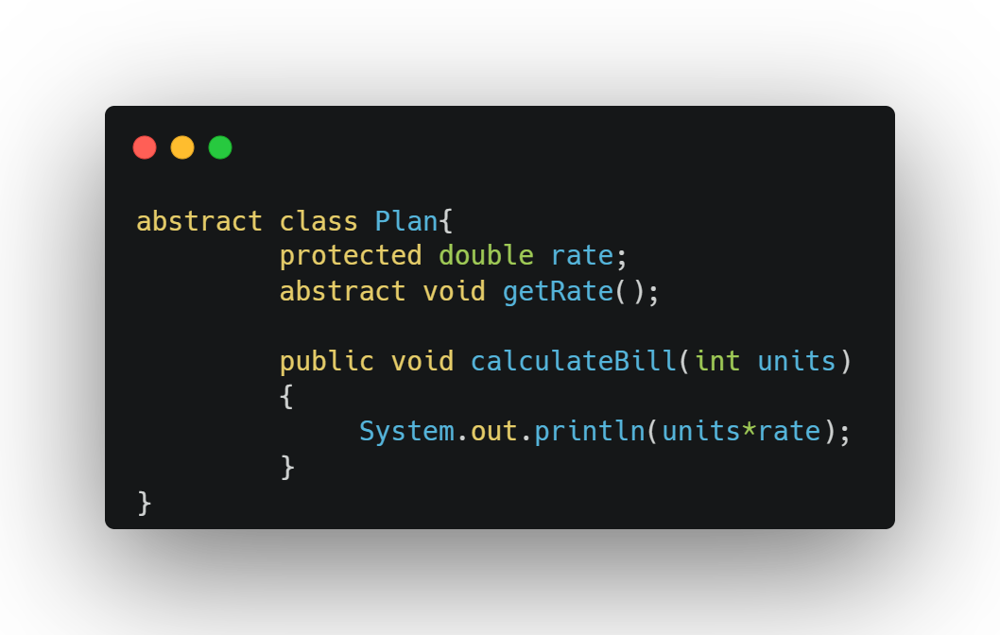 abstract class Plan{
         protected double rate;
         abstract void getRate();

         public void calculateBill(int units)
         {
              System.out.println(units*rate);
         }
}